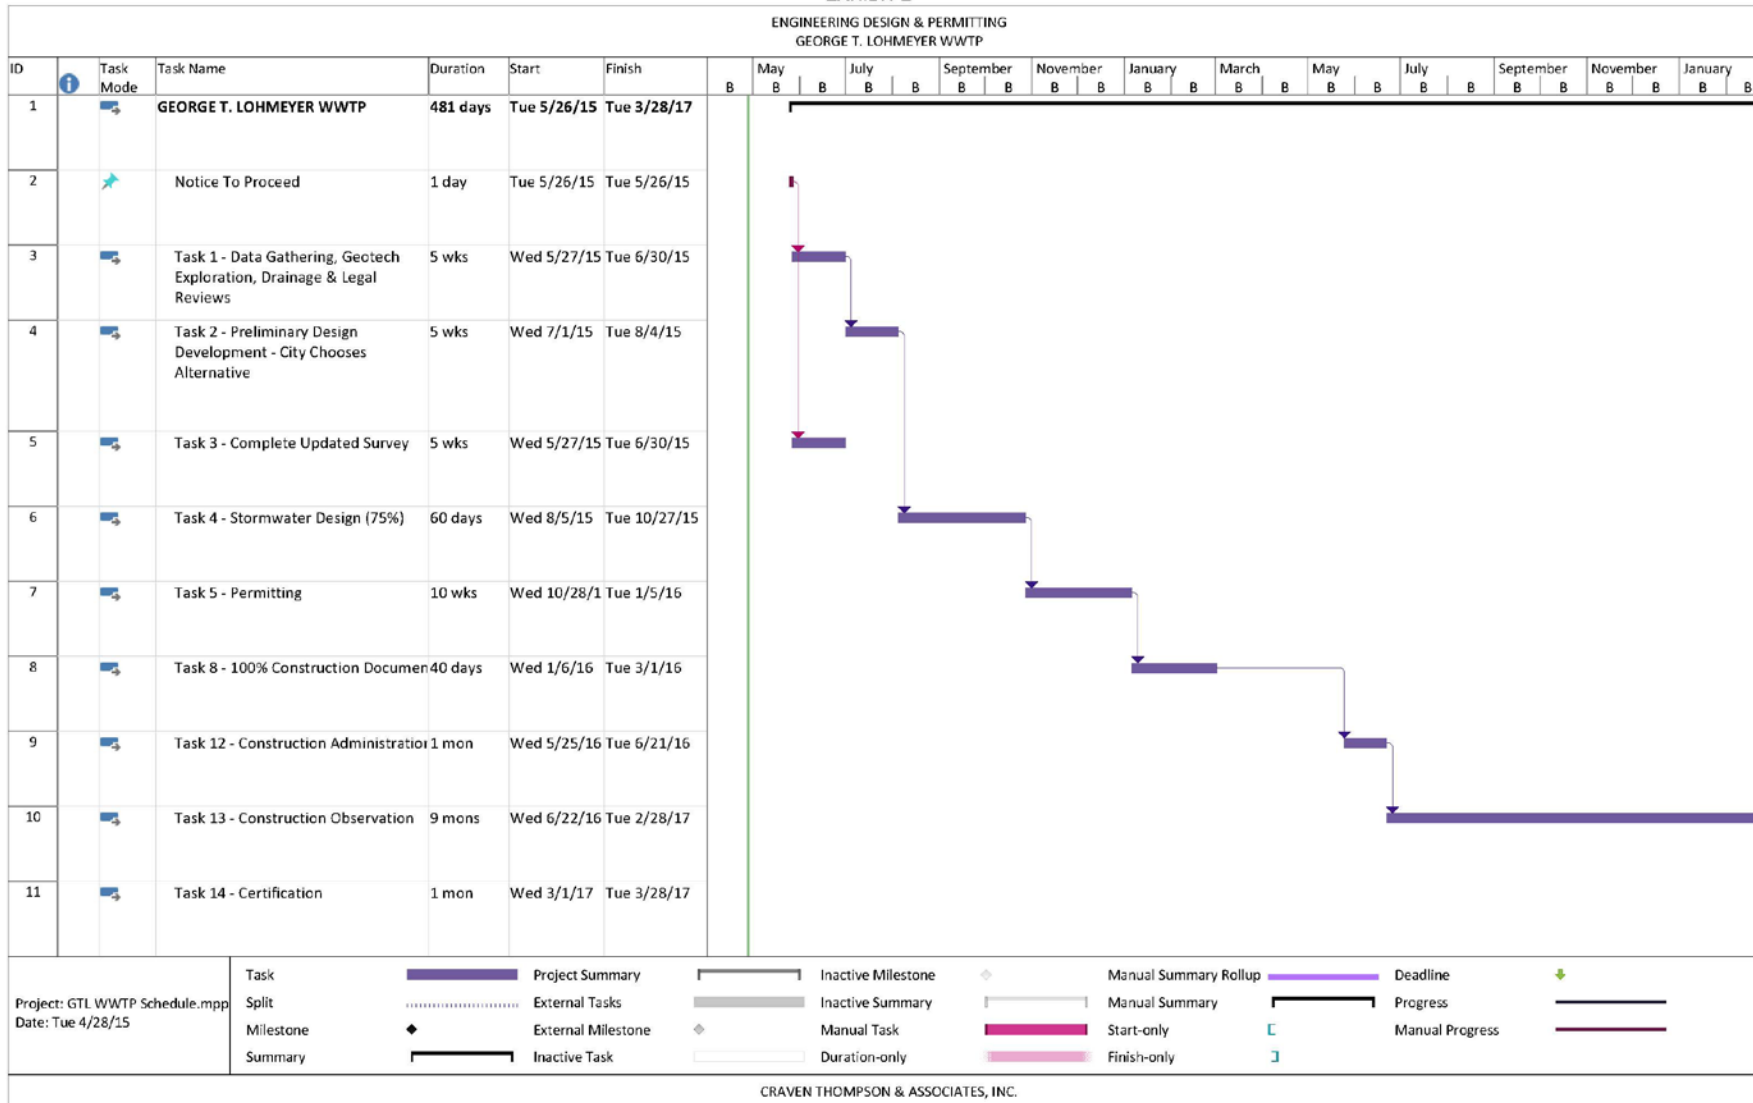 ENGINEERING DESIGN & PERMITTING
GEORGE T. LOHMEYER WWTP
ID Task Mode Task Name Duration Start Finish
May July September November January March May July September November January
B B B B B B B B B B B B B B B B B B B B B B B
1 GEORGE T. LOHMEYER WWTP 481 days Tue 5/26/15 Tue 3/28/17
2 Notice To Proceed 1 day Tue 5/26/15 Tue 5/26/15
3 Task 1 - Data Gathering, Geotech 5 wks Wed 5/27/15 Tue 6/30/15
Exploration, Drainage & Legal
Reviews
4 Task 2 - Preliminary Design 5 wks Wed 7/1/15 Tue 8/4/15
Development - City Chooses
Alternative
5 Task 3 - Complete Updated Survey 5 wks Wed 5/27/15 Tue 6/30/15
6 Task 4 - Stormwater Design (75%) 60 days Wed 8/5/15 Tue 10/27/15
7 Task 5 - Permitting 10 wks Wed 10/28/1 Tue 1/5/16
8 Task 8 - 100% Construction Documen 40 days Wed 1/6/16 Tue 3/1/16
9 Task 12 - Construction Administration 1 mon Wed 5/25/16 Tue 6/21/16
10 Task 13 - Construction Observation 9 mons Wed 6/22/16 Tue 2/28/17
11 Task 14 - Certification 1 mon Wed 3/1/17 Tue 3/28/17
Project: GTL WWTP Schedule.mpp
Date: Tue 4/28/15
Task Project Summary Inactive Milestone Manual Summary Rollup Deadline
Split External Tasks Inactive Summary Manual Summary Progress
Milestone External Milestone Manual Task Start-only Manual Progress
Summary Inactive Task Duration-only Finish-only
CRAVEN THOMPSON & ASSOCIATES, INC.